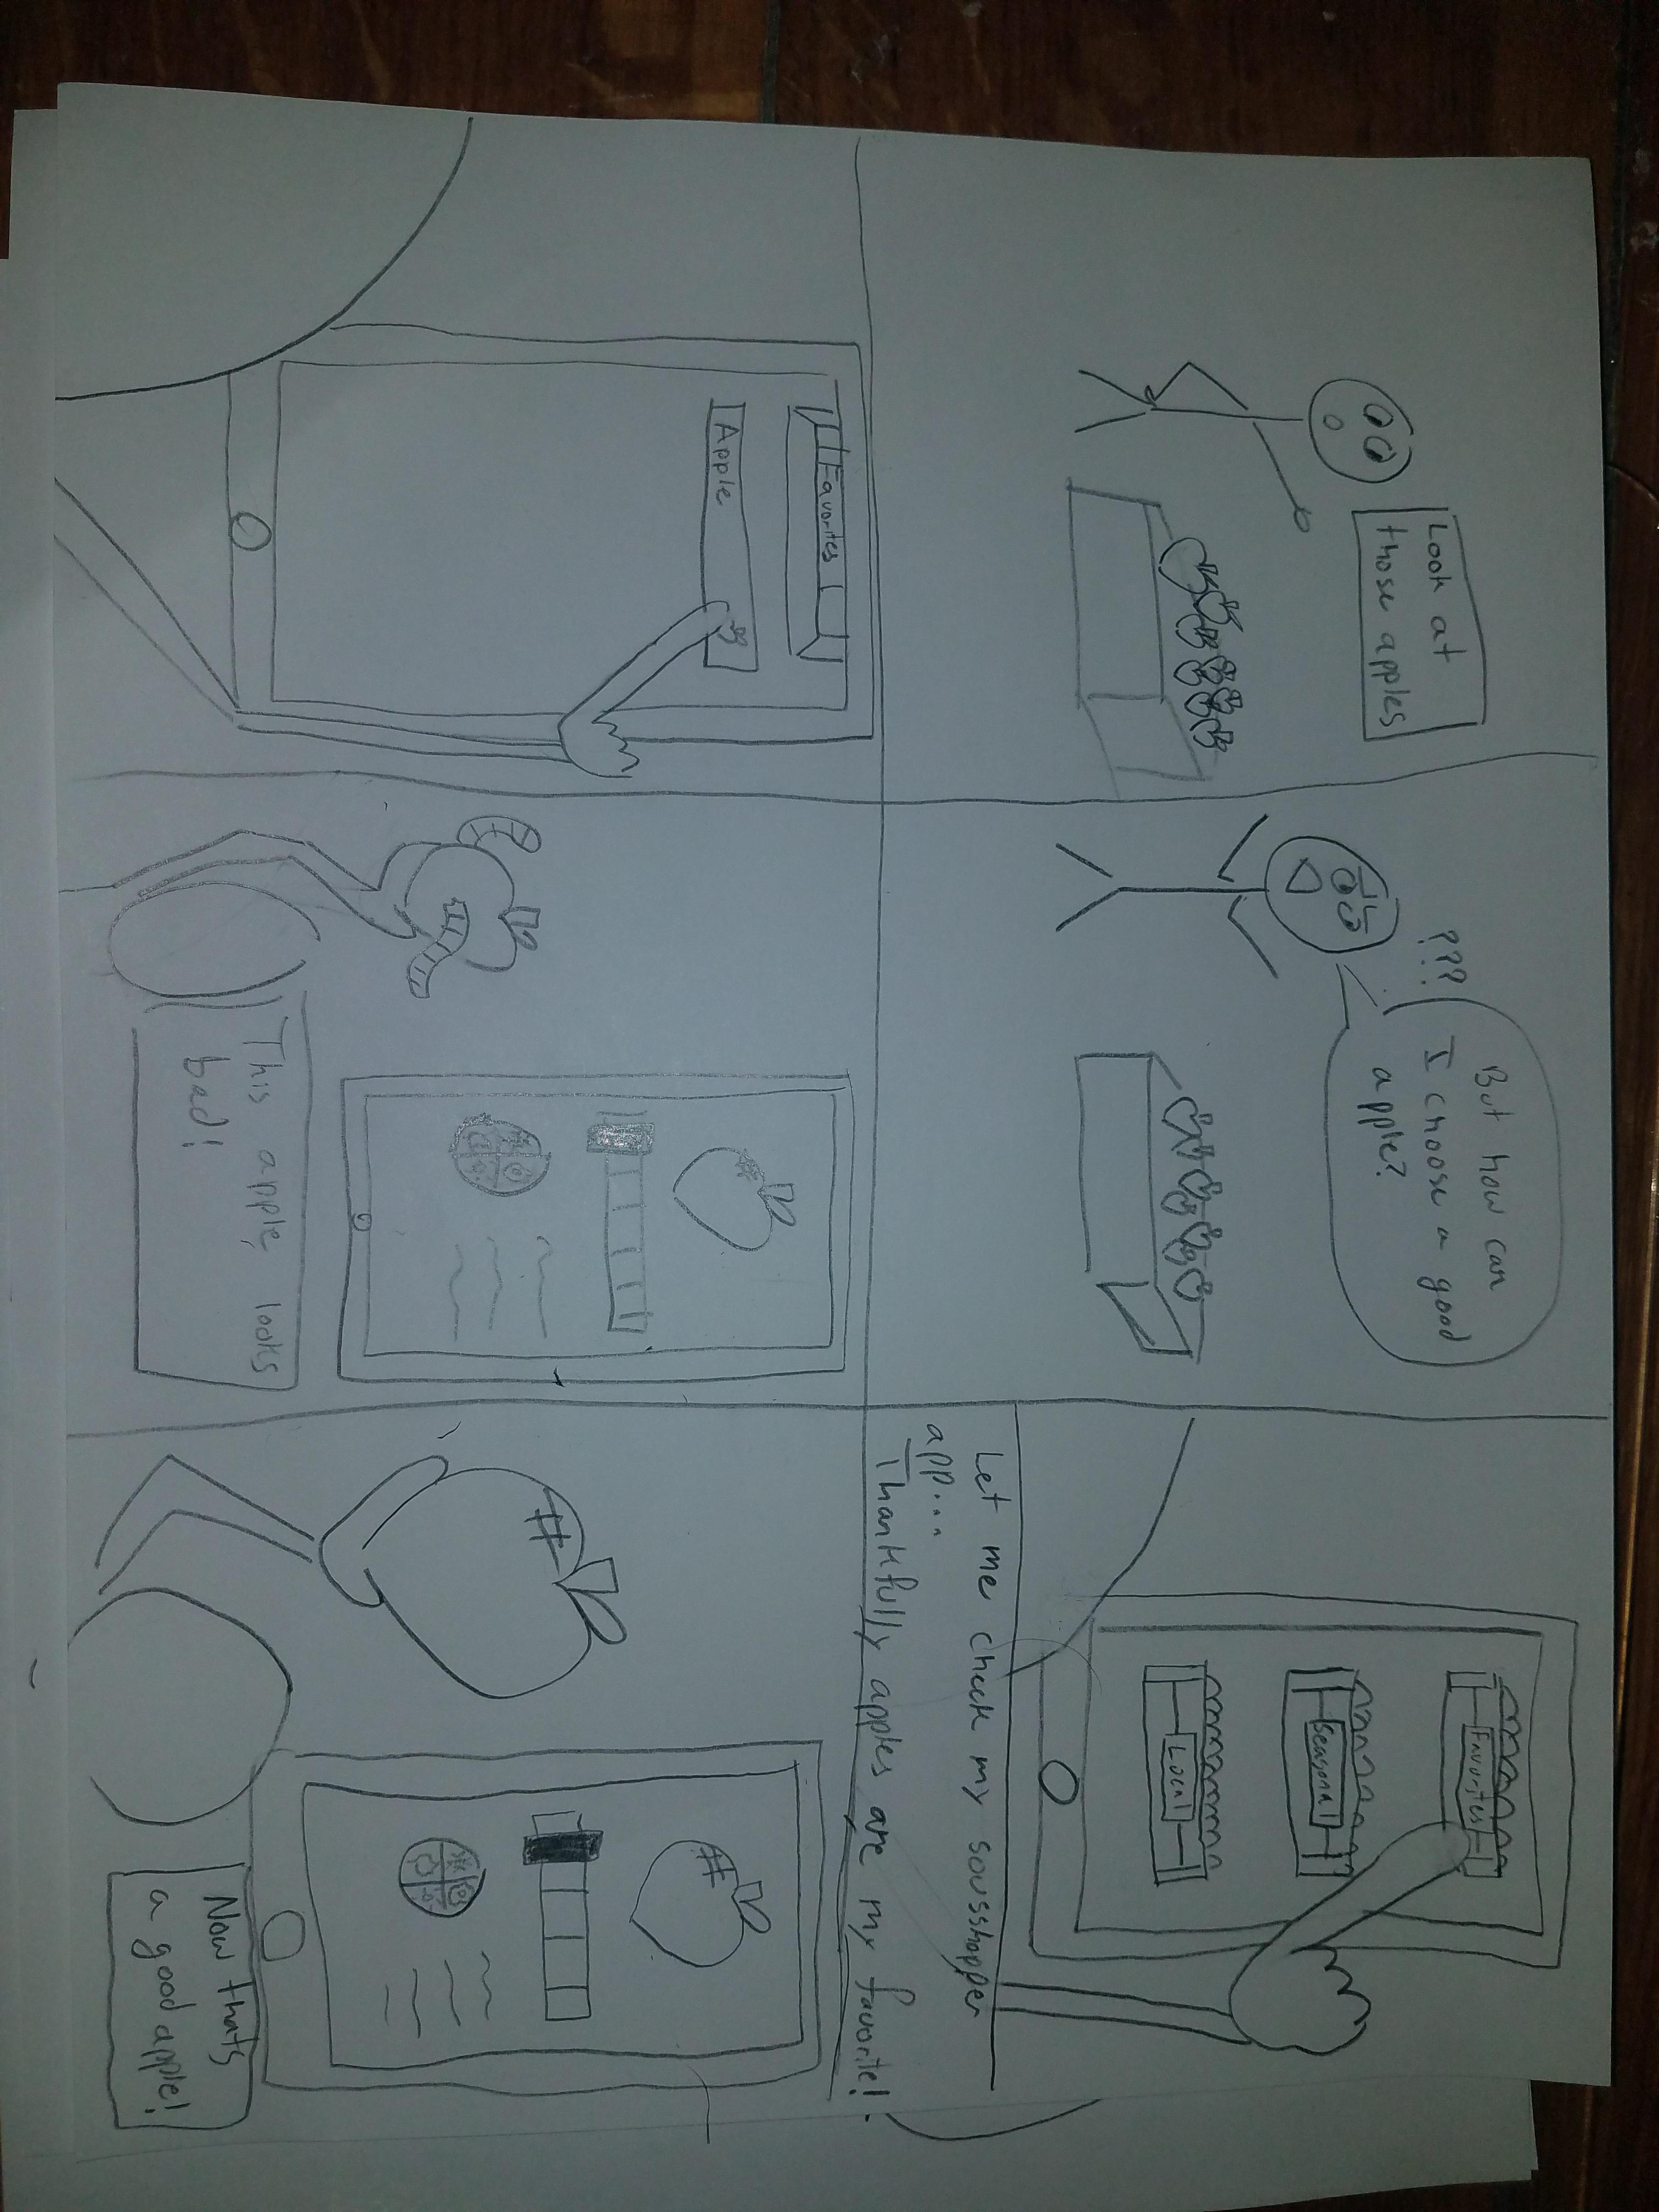 Look at
those apples
???
But how can
I choose a good
apple?
Favorites
Seasonal
Local
Let me check my sousshopper
app...
Thankfully apples are my favorite!
Favorites
Apple
This apple looks
bad!
Now thats
a good apple!